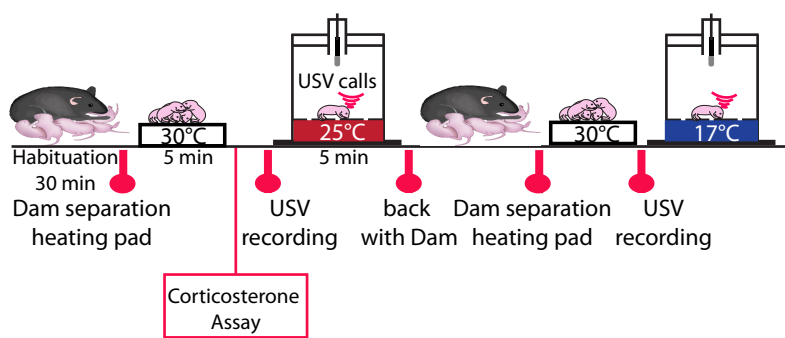 USV calls
30°C
25°C
30°C
17°C
Habituation
30 min
5 min
5 min
Dam separation
heating pad
USV
recording
back
with Dam
Dam separation
heating pad
USV
recording
Corticosterone
Assay